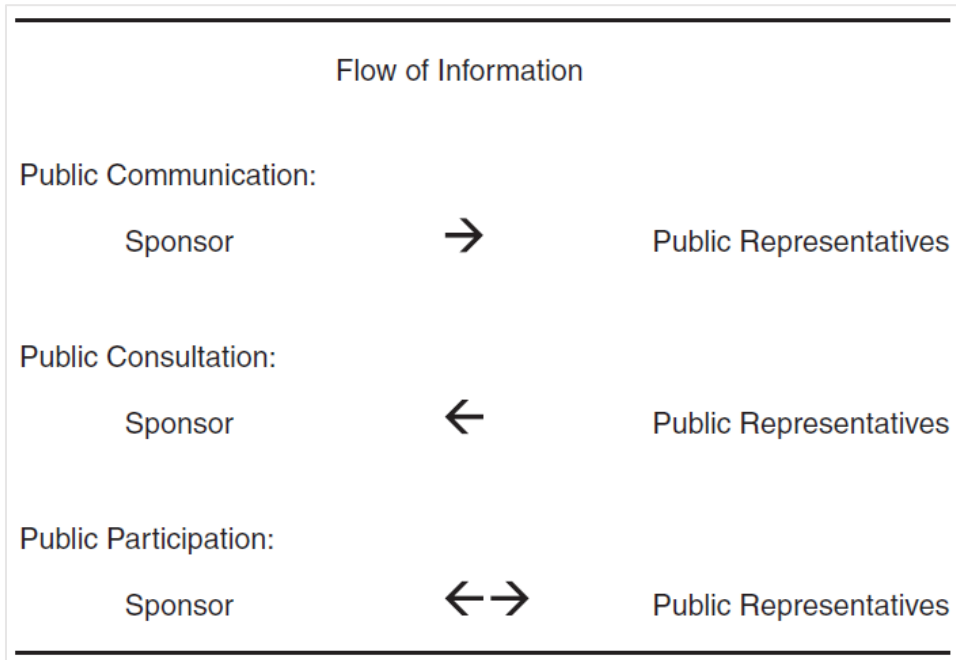 Flow of Information
Public Communication:
Sponsor → Public Representatives
Public Consultation:
Sponsor ← Public Representatives
Public Participation:
Sponsor ←→ Public Representatives